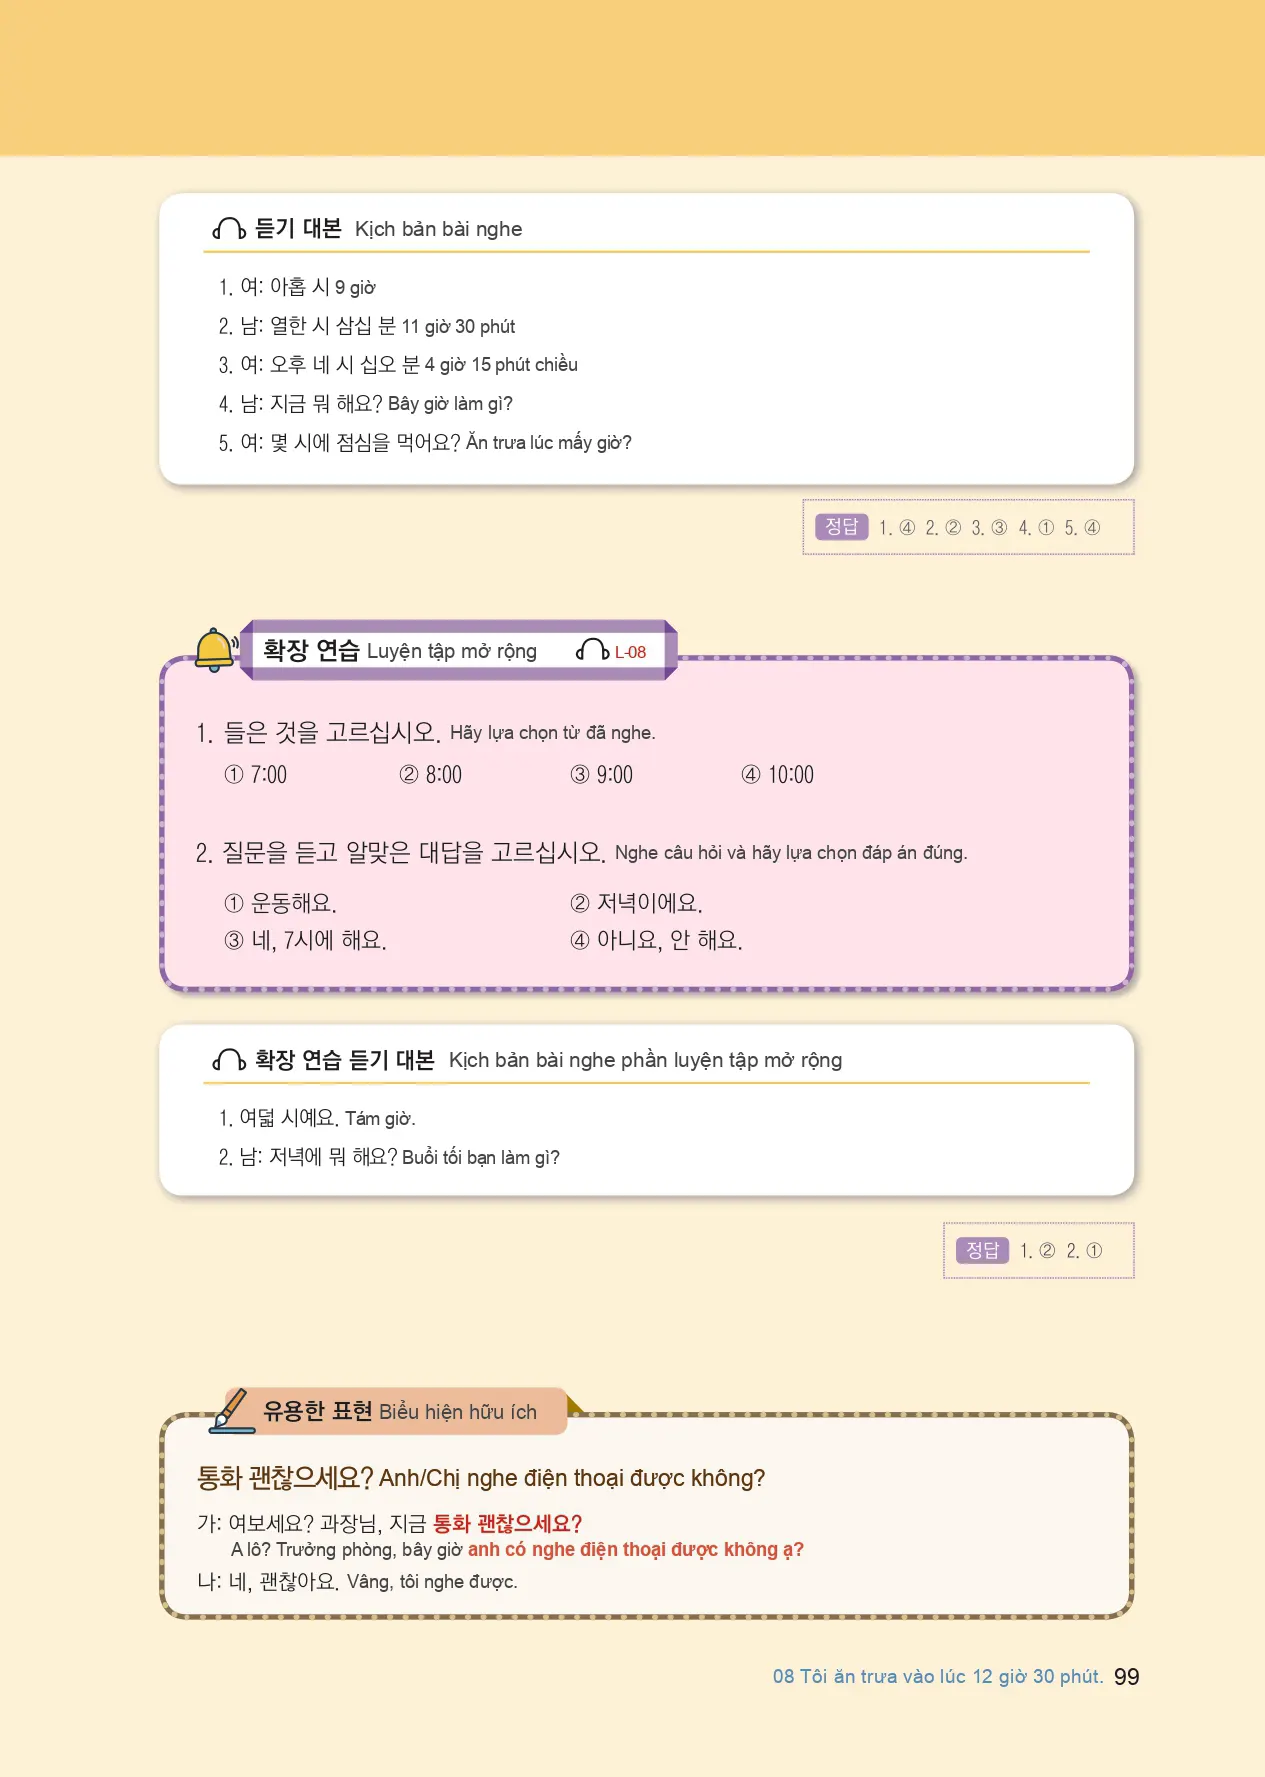 듣기 대본 Kịch bản bài nghe
1. 여: 아홉 시 9 giờ
2. 남: 열한 시 삼십 분 11 giờ 30 phút
3. 여: 오후 네 시 십오 분 4 giờ 15 phút chiều
4. 남: 지금 뭐 해요? Bây giờ làm gì?
5. 여: 몇 시에 점심을 먹어요? Ăn trưa lúc mấy giờ?
정답 1. ④ 2. ② 3. ③ 4. ① 5. ④
확장 연습 Luyện tập mở rộng L-08
1. 들은 것을 고르십시오. Hãy lựa chọn từ đã nghe.
① 7:00 ② 8:00 ③ 9:00 ④ 10:00
2. 질문을 듣고 알맞은 대답을 고르십시오. Nghe câu hỏi và hãy lựa chọn đáp án đúng.
① 운동해요. ② 저녁이에요.
③ 네, 7시에 해요. ④ 아니요, 안 해요.
확장 연습 듣기 대본 Kịch bản bài nghe phần luyện tập mở rộng
1. 여덟 시예요. Tám giờ.
2. 남: 저녁에 뭐 해요? Buổi tối bạn làm gì?
정답 1. ② 2. ①
유용한 표현 Biểu hiện hữu ích
통화 괜찮으세요? Anh/Chị nghe điện thoại được không?
가: 여보세요? 과장님, 지금 통화 괜찮으세요?
A lô? Trưởng phòng, bây giờ anh có nghe điện thoại được không ạ?
나: 네, 괜찮아요. Vâng, tôi nghe được.
08 Tôi ăn trưa vào lúc 12 giờ 30 phút. 99